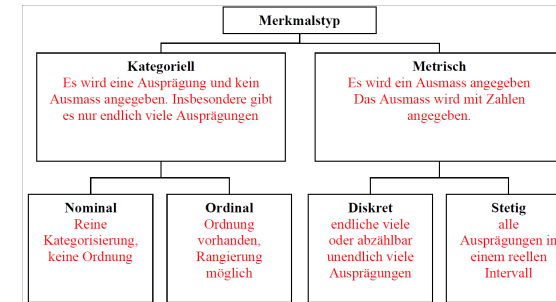 Merkmalstyp
Kategoriell
Es wird eine Ausprägung und kein
Ausmass angegeben. Insbesondere gibt
es nur endlich viele Ausprägungen
Metrisch
Es wird ein Ausmass angegeben
Das Ausmass wird mit Zahlen
angegeben.
Nominal
Reine
Kategorisierung,
keine Ordnung
Ordinal
Ordnung
vorhanden,
Rangierung
möglich
Diskret
endliche viele
oder abzählbar
unendlich viele
Ausprägungen
Stetig
alle
Ausprägungen in
einem reellen
Intervall